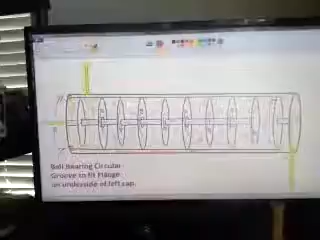 Ball Bearing Circular
Groove to fit Flange
on underside of left cap.